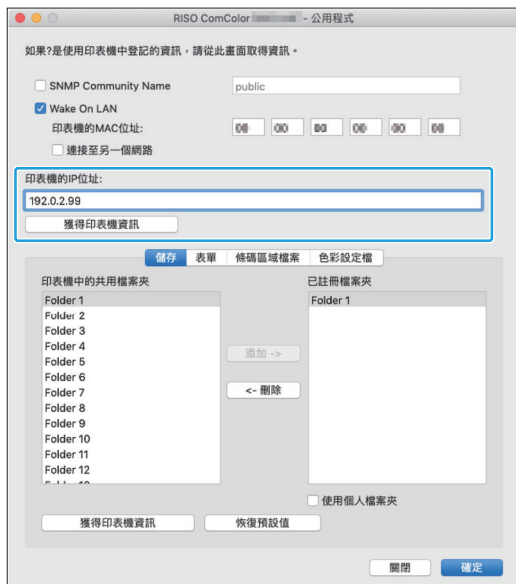 RISO ComColor - 公用程式
如果?是使用印表機中登記的資訊，請從此畫面取得資訊。
SNMP Community Name
public
Wake On LAN
印表機的MAC位址:
連接至另一個網路
印表機的IP位址:
192.0.2.99
獲得印表機資訊
儲存 表單 條碼區域檔案 色彩設定檔
印表機中的共用檔案夾
Folder 1
Folder 2
Folder 3
Folder 4
Folder 5
Folder 6
Folder 7
Folder 8
Folder 9
Folder 10
Folder 11
Folder 12
添加 ->
<- 刪除
已註冊檔案夾
Folder 1
使用個人檔案夾
獲得印表機資訊 恢復預設值
關閉 確定